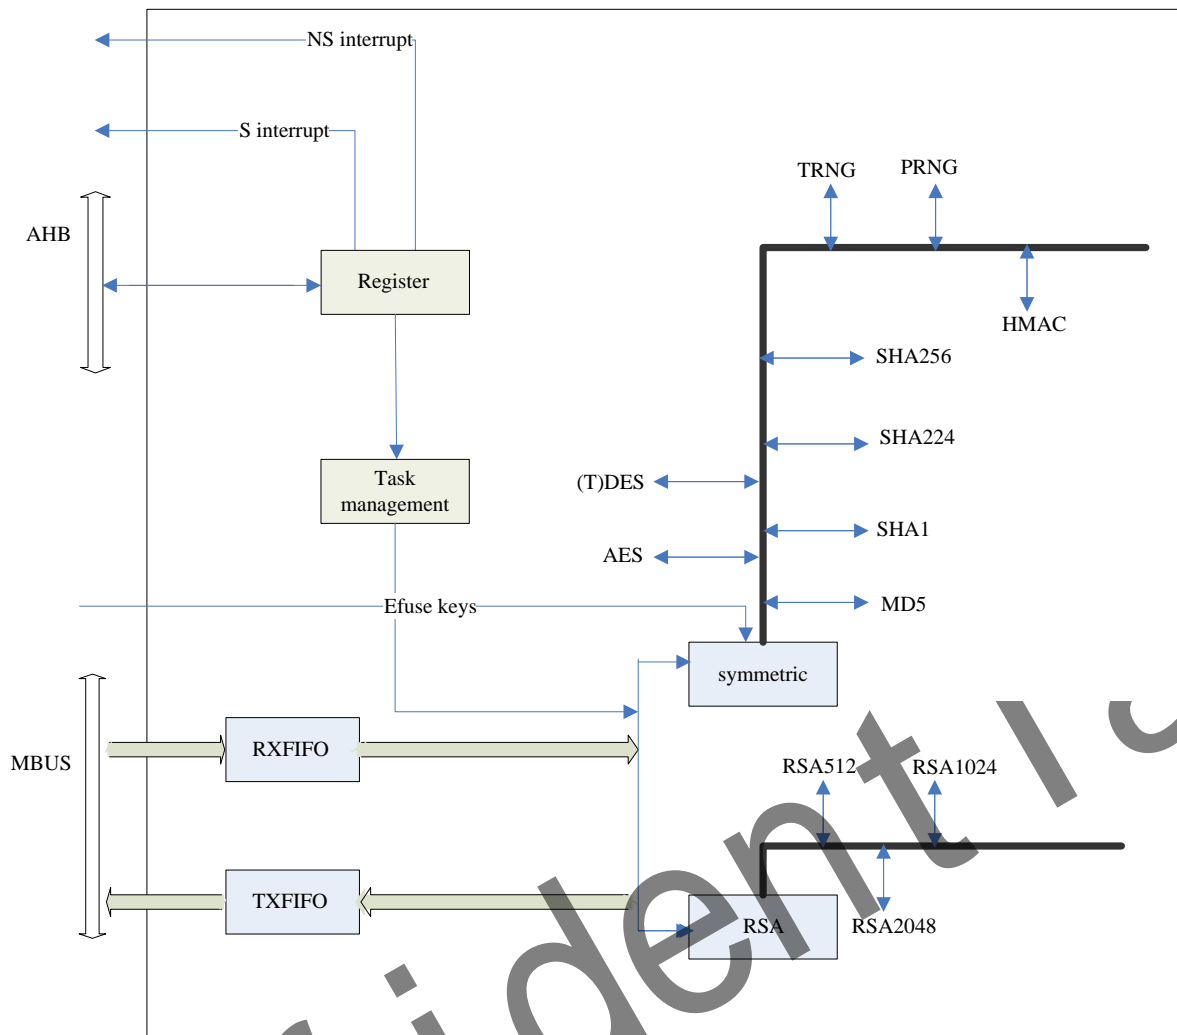 NS interrupt
S interrupt
TRNG
PRNG
AHB
Register
HMAC
SHA256
SHA224
Task
management
(T)DES
SHA1
AES
Efuse keys
MD5
symmetric
RXFIFO
MBUS
RSA512
RSA1024
TXFIFO
RSA
RSA2048